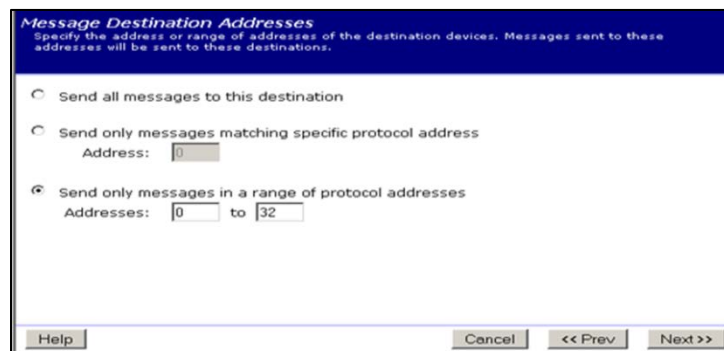 Message Destination Addresses
Specify the address or range of addresses of the destination devices. Messages sent to these
addresses will be sent to these destinations.
Send all messages to this destination
Send only messages matching specific protocol address
Address: 0
Send only messages in a range of protocol addresses
Addresses: 0 to 32
Help Cancel << Prev Next >>